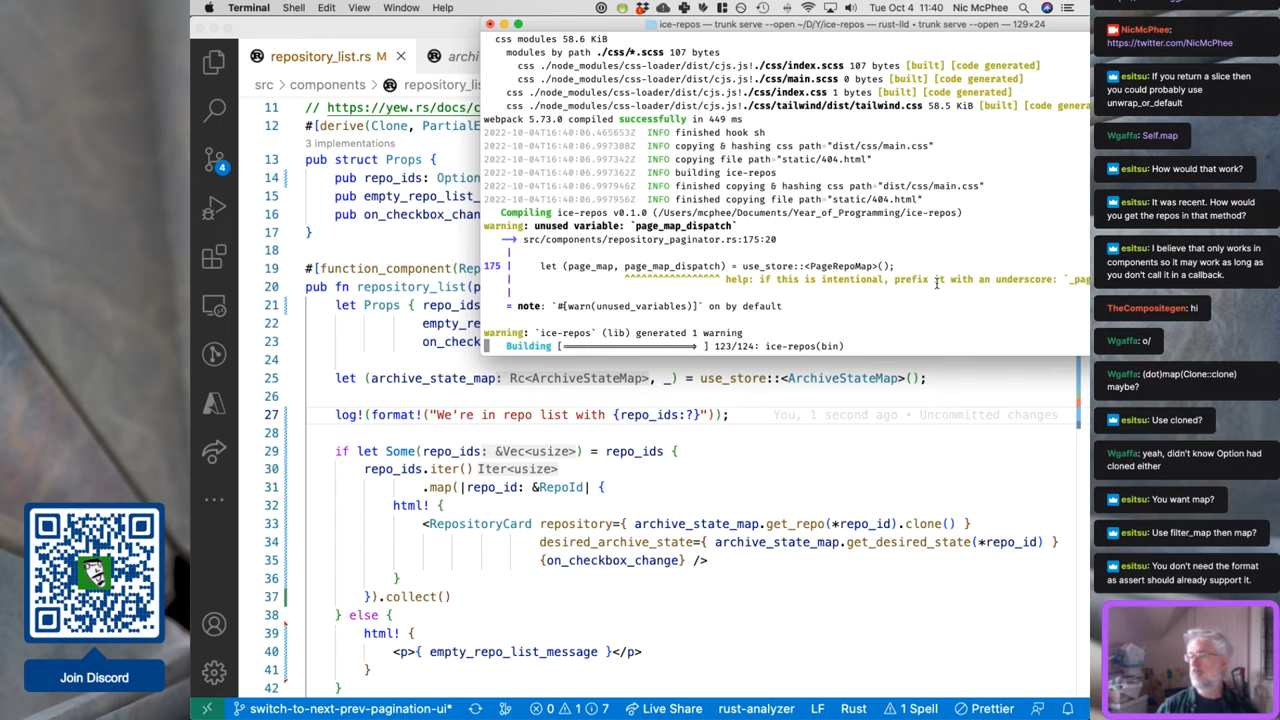 Terminal Shell Edit View Window Help
Tue Oct 4 11:40 Nic McPhee
ice-repos — trunk serve --open ~/D/Y/ice-repos — rust-lld ◂ trunk serve --open — 129×24
css modules 58.6 KiB
modules by path ./css/*.scss 107 bytes
css ./node_modules/css-loader/dist/cjs.js!./css/index.scss 107 bytes [built] [code generated]
css ./node_modules/css-loader/dist/cjs.js!./css/main.scss 0 bytes [built] [code generated]
css ./node_modules/css-loader/dist/cjs.js!./css/index.css 1 bytes [built] [code generated]
css ./node_modules/css-loader/dist/cjs.js!./css/tailwind/dist/tailwind.css 58.5 KiB [built] [code genera
webpack 5.73.0 compiled successfully in 449 ms
2022-10-04T16:40:06.465653Z INFO finished hook sh
2022-10-04T16:40:06.997308Z INFO copying & hashing css path="dist/css/main.css"
2022-10-04T16:40:06.997342Z INFO copying file path="static/404.html"
2022-10-04T16:40:06.997362Z INFO building ice-repos
2022-10-04T16:40:06.997946Z INFO finished copying & hashing css path="dist/css/main.css"
2022-10-04T16:40:06.997956Z INFO finished copying file path="static/404.html"
Compiling ice-repos v0.1.0 (/Users/mcphee/Documents/Year_of_Programming/ice-repos)
warning: unused variable: `page_map_dispatch`
--> src/components/repository_paginator.rs:175:20
|
175 | let (page_map, page_map_dispatch) = use_store::<PageRepoMap>();
| ^^^^^^^^^^^^^^^^^ help: if this is intentional, prefix it with an underscore: `_pag
|
= note: `#[warn(unused_variables)]` on by default
warning: `ice-repos` (lib) generated 1 warning
Building [=======================> ] 123/124: ice-repos(bin)
repository_list.rs M
archi
src > components > repository_lis
11 // https://yew.rs/docs/c
12 #[derive(Clone, PartialE
3 implementations
13 pub struct Props {
14 pub repo_ids: Option
15 pub empty_repo_list_
16 pub on_checkbox_chan
17 }
18
19 #[function_component(Rep
20 pub fn repository_list(p
21 let Props { repo_ids
22 empty_re
23 on_check
24
25 let (archive_state_map: Rc<ArchiveStateMap>, _) = use_store::<ArchiveStateMap>();
26
27 log!(format!("We're in repo list with {repo_ids:?}")); You, 1 second ago • Uncommitted changes
28
29 if let Some(repo_ids: &Vec<usize>) = repo_ids {
30 repo_ids.iter() Iter<usize>
31 .map(|repo_id: &RepoId| {
32 html! {
33 <RepositoryCard repository={ archive_state_map.get_repo(*repo_id).clone() }
34 desired_archive_state={ archive_state_map.get_desired_state(*repo_id) }
35 {on_checkbox_change} />
36 }
37 }).collect()
38 } else {
39 html! {
40 <p>{ empty_repo_list_message }</p>
41 }
42 }
4
Join Discord
switch-to-next-prev-pagination-ui* 0 1 7 Live Share rust-analyzer LF Rust 1 Spell Prettier
NicMcPhee:
https://twitter.com/NicMcPhee
esitsu: If you return a slice then
you could probably use
unwrap_or_default
Wgaffa: Self.map
esitsu: How would that work?
esitsu: It was recent. How would
you get the repos in that method?
esitsu: I believe that only works in
components so it may work as long as
you don't call it in a callback.
TheCompositegen: hi
Wgaffa: o/
Wgaffa: (dot)map(Clone::clone)
maybe?
esitsu: Use cloned?
Wgaffa: yeah, didn't know Option had
cloned either
esitsu: You want map?
esitsu: Use filter_map then map?
esitsu: You don't need the format
as assert should already support it.